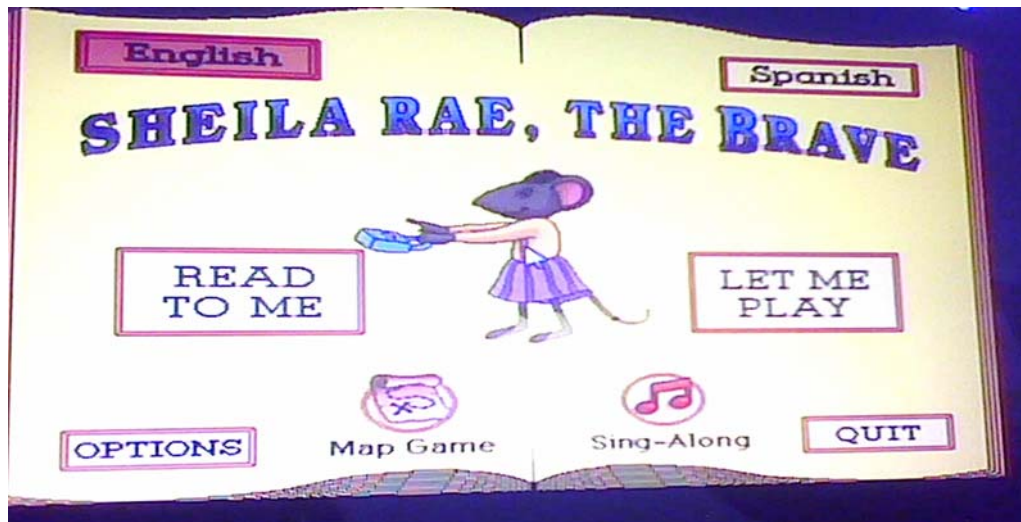 English
Spanish
SHEILA RAE, THE BRAVE
READ
TO ME
LET ME
PLAY
Map Game
Sing-Along
OPTIONS
QUIT